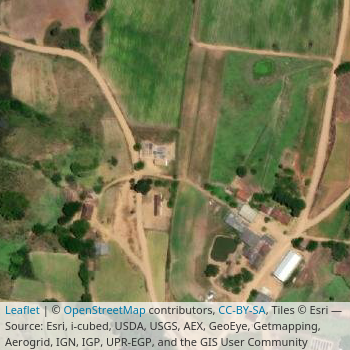 Leaflet | © OpenStreetMap contributors, CC-BY-SA, Tiles © Esri —
Source: Esri, i-cubed, USDA, USGS, AEX, GeoEye, Getmapping,
Aerogrid, IGN, IGP, UPR-EGP, and the GIS User Community